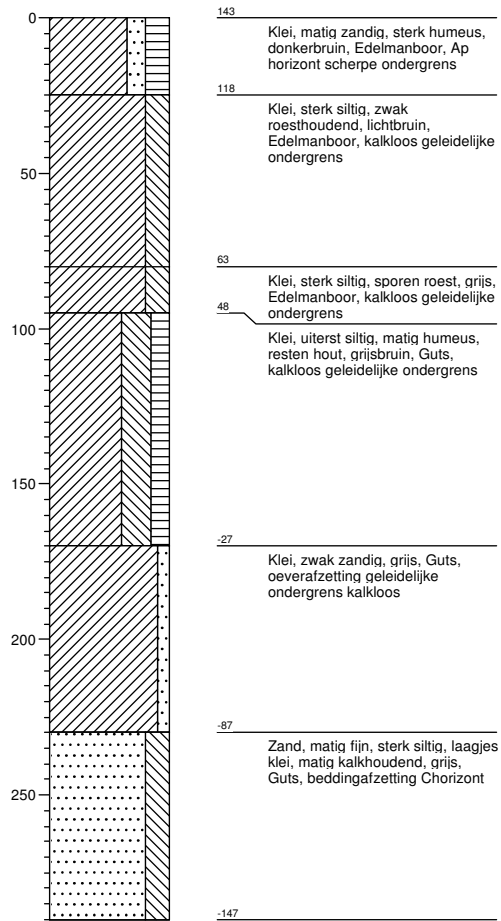 0
143
Klei, matig zandig, sterk humeus,
donkerbruin, Edelmanboor, Ap
horizont scherpe ondergrens
118
Klei, sterk siltig, zwak
roesthoudend, lichtbruin,
Edelmanboor, kalkloos geleidelijke
ondergrens
50
63
Klei, sterk siltig, sporen roest, grijs,
Edelmanboor, kalkloos geleidelijke
ondergrens
48
100
Klei, uiterst siltig, matig humeus,
resten hout, grijsbruin, Guts,
kalkloos geleidelijke ondergrens
150
-27
Klei, zwak zandig, grijs, Guts,
oeverafzetting geleidelijke
ondergrens kalkloos
200
-87
Zand, matig fijn, sterk siltig, laagjes
klei, matig kalkhoudend, grijs,
Guts, beddingafzetting Chorizont
250
-147